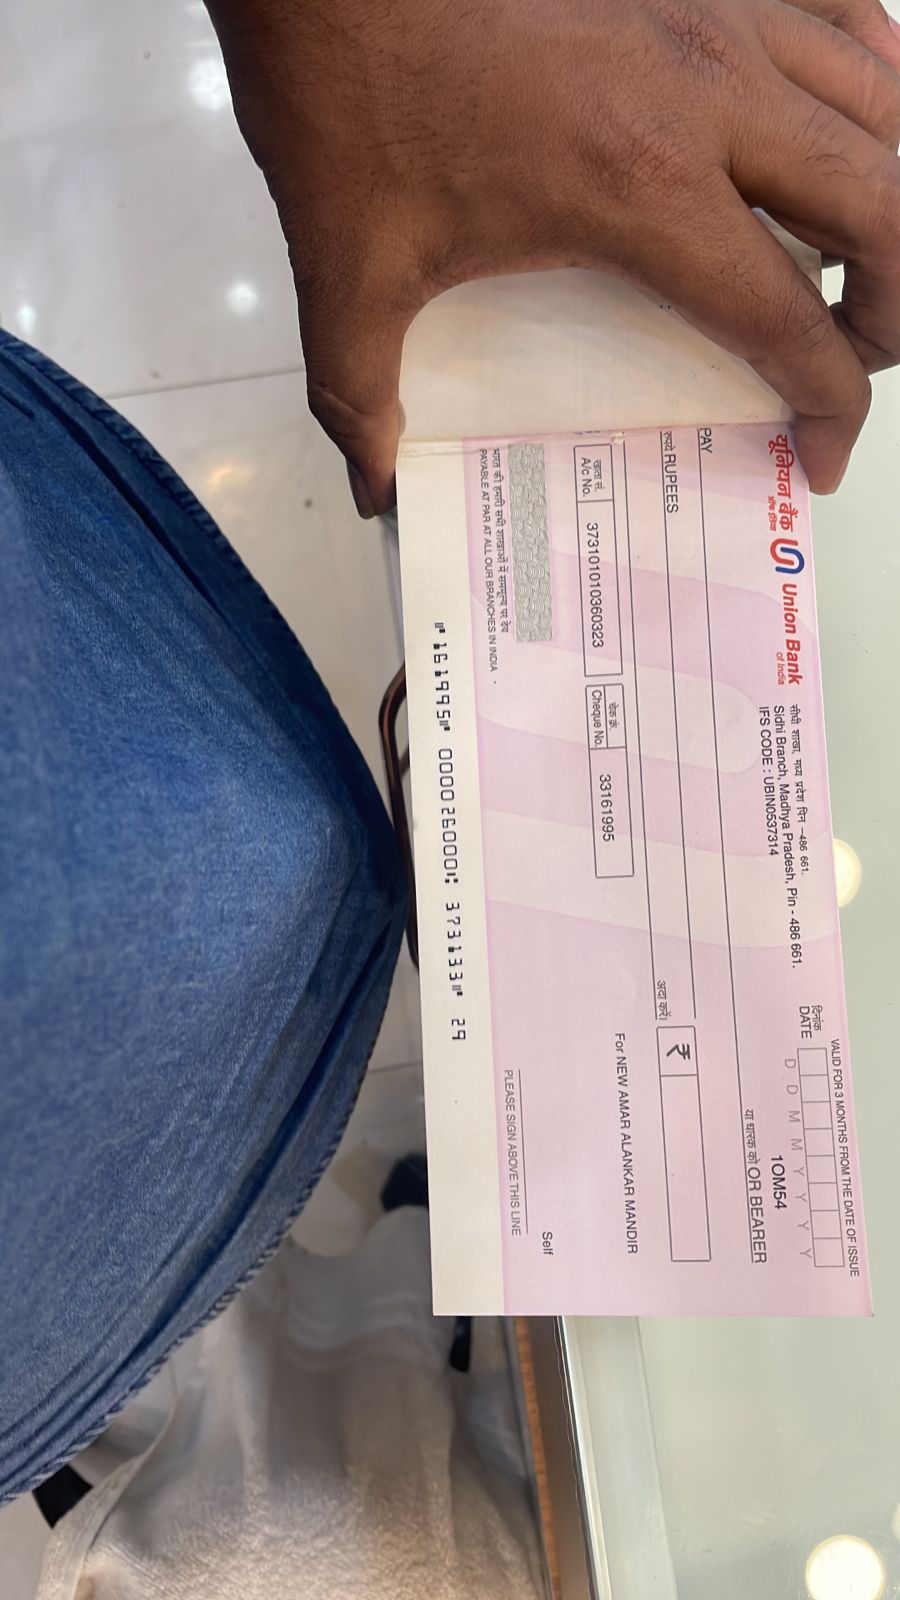 यूनियन बैंक Union Bank
ऑफ इंडिया of India
सीधी शाखा, मध्य प्रदेश पिन –486 661.
Sidhi Branch, Madhya Pradesh, Pin - 486 661.
IFS CODE : UBIN0537314
VALID FOR 3 MONTHS FROM THE DATE OF ISSUE
दिनांक
DATE
D D M M Y Y Y Y
1OM54
या धारक को OR BEARER
PAY
रुपये RUPEES
अदा करें।
₹
खाता सं.
A/c No. 373101010360323
चेक क्रं.
Cheque No. 33161995
For NEW AMAR ALANKAR MANDIR
Self
PLEASE SIGN ABOVE THIS LINE
भारत की हमारी सभी शाखाओं में सममूल्य पर देय
PAYABLE AT PAR AT ALL OUR BRANCHES IN INDIA
⑈161995⑈ 000026000⑆ 373133⑈ 29